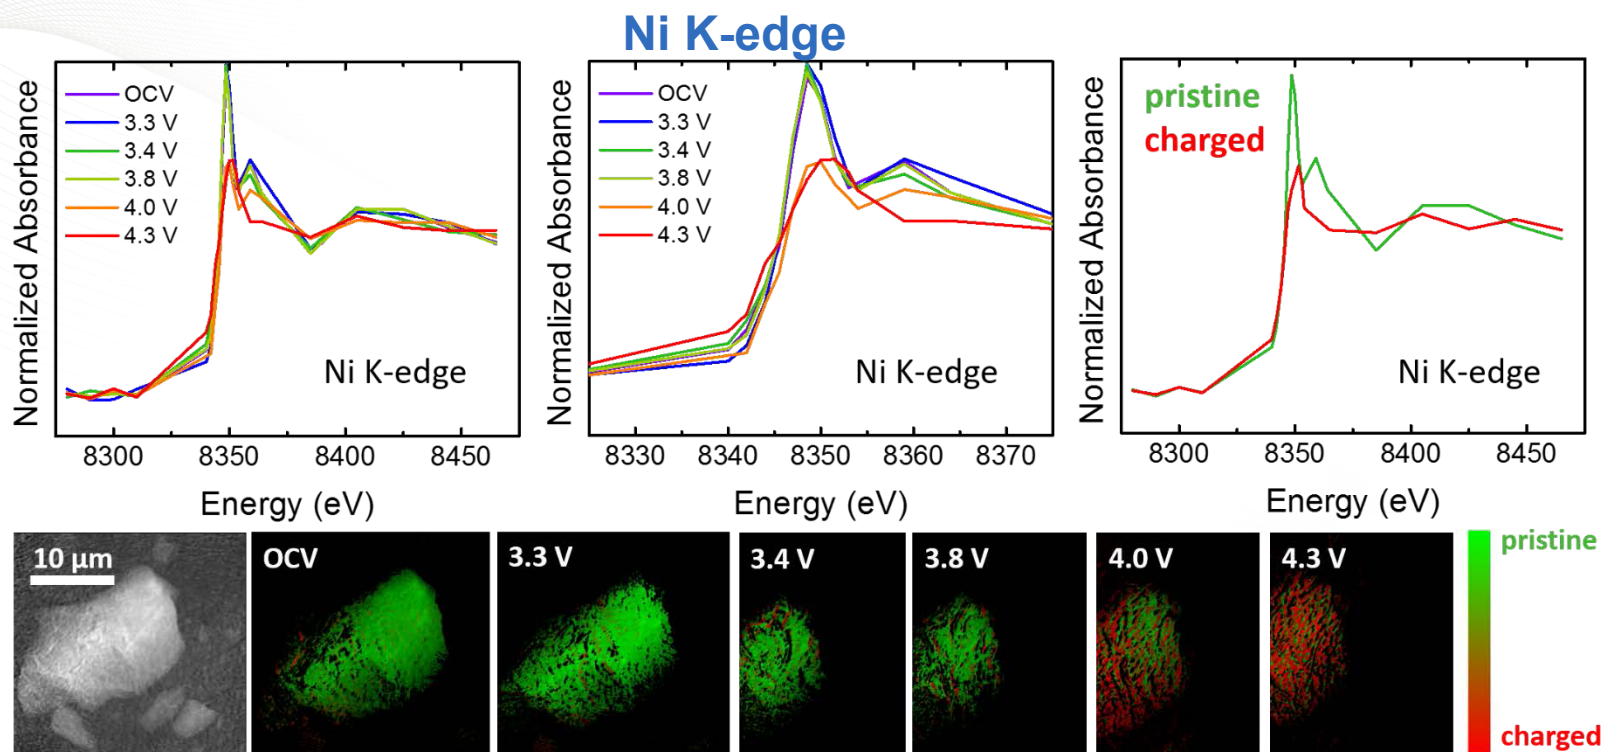 Ni K-edge
Normalized Absorbance
OCV
3.3 V
3.4 V
3.8 V
4.0 V
4.3 V
Ni K-edge
8300 8350 8400 8450
Energy (eV)
Normalized Absorbance
OCV
3.3 V
3.4 V
3.8 V
4.0 V
4.3 V
Ni K-edge
8330 8340 8350 8360 8370
Energy (eV)
Normalized Absorbance
pristine
charged
Ni K-edge
8300 8350 8400 8450
Energy (eV)
10 µm
OCV
3.3 V
3.4 V
3.8 V
4.0 V
4.3 V
pristine
charged